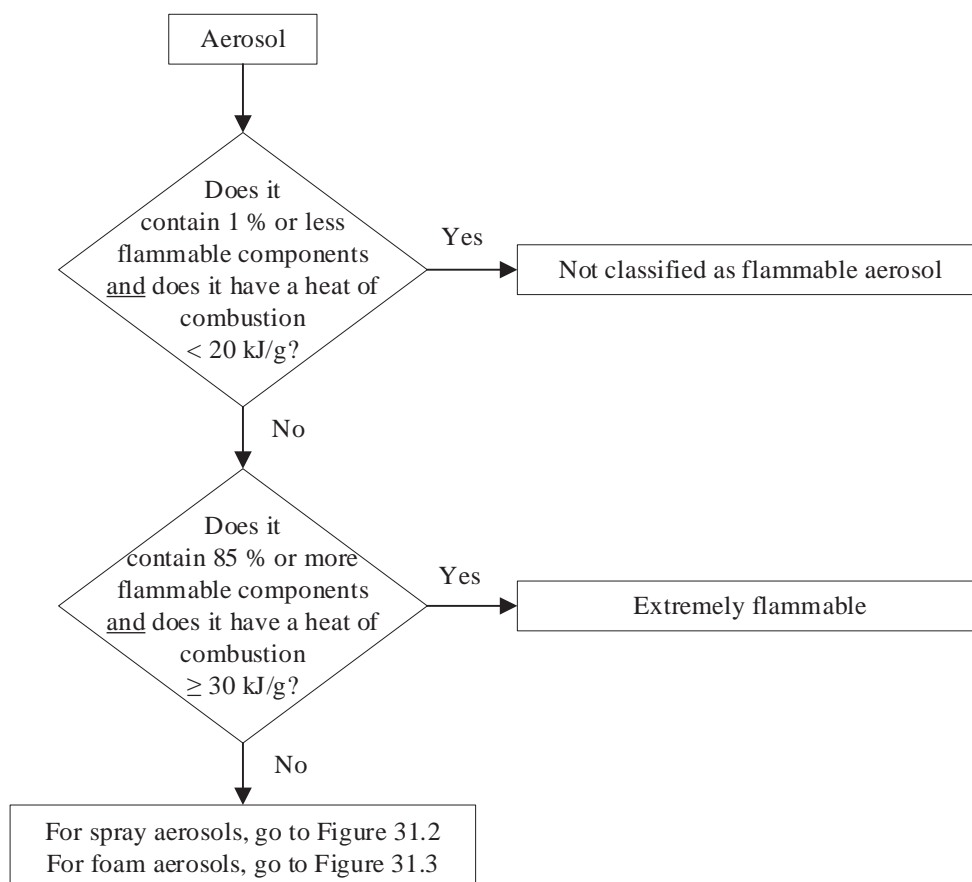 Aerosol
Does it
contain 1 % or less
flammable components
and does it have a heat of
combustion
< 20 kJ/g?
Yes
Not classified as flammable aerosol
No
Does it
contain 85 % or more
flammable components
and does it have a heat of
combustion
≥ 30 kJ/g?
Yes
Extremely flammable
No
For spray aerosols, go to Figure 31.2
For foam aerosols, go to Figure 31.3